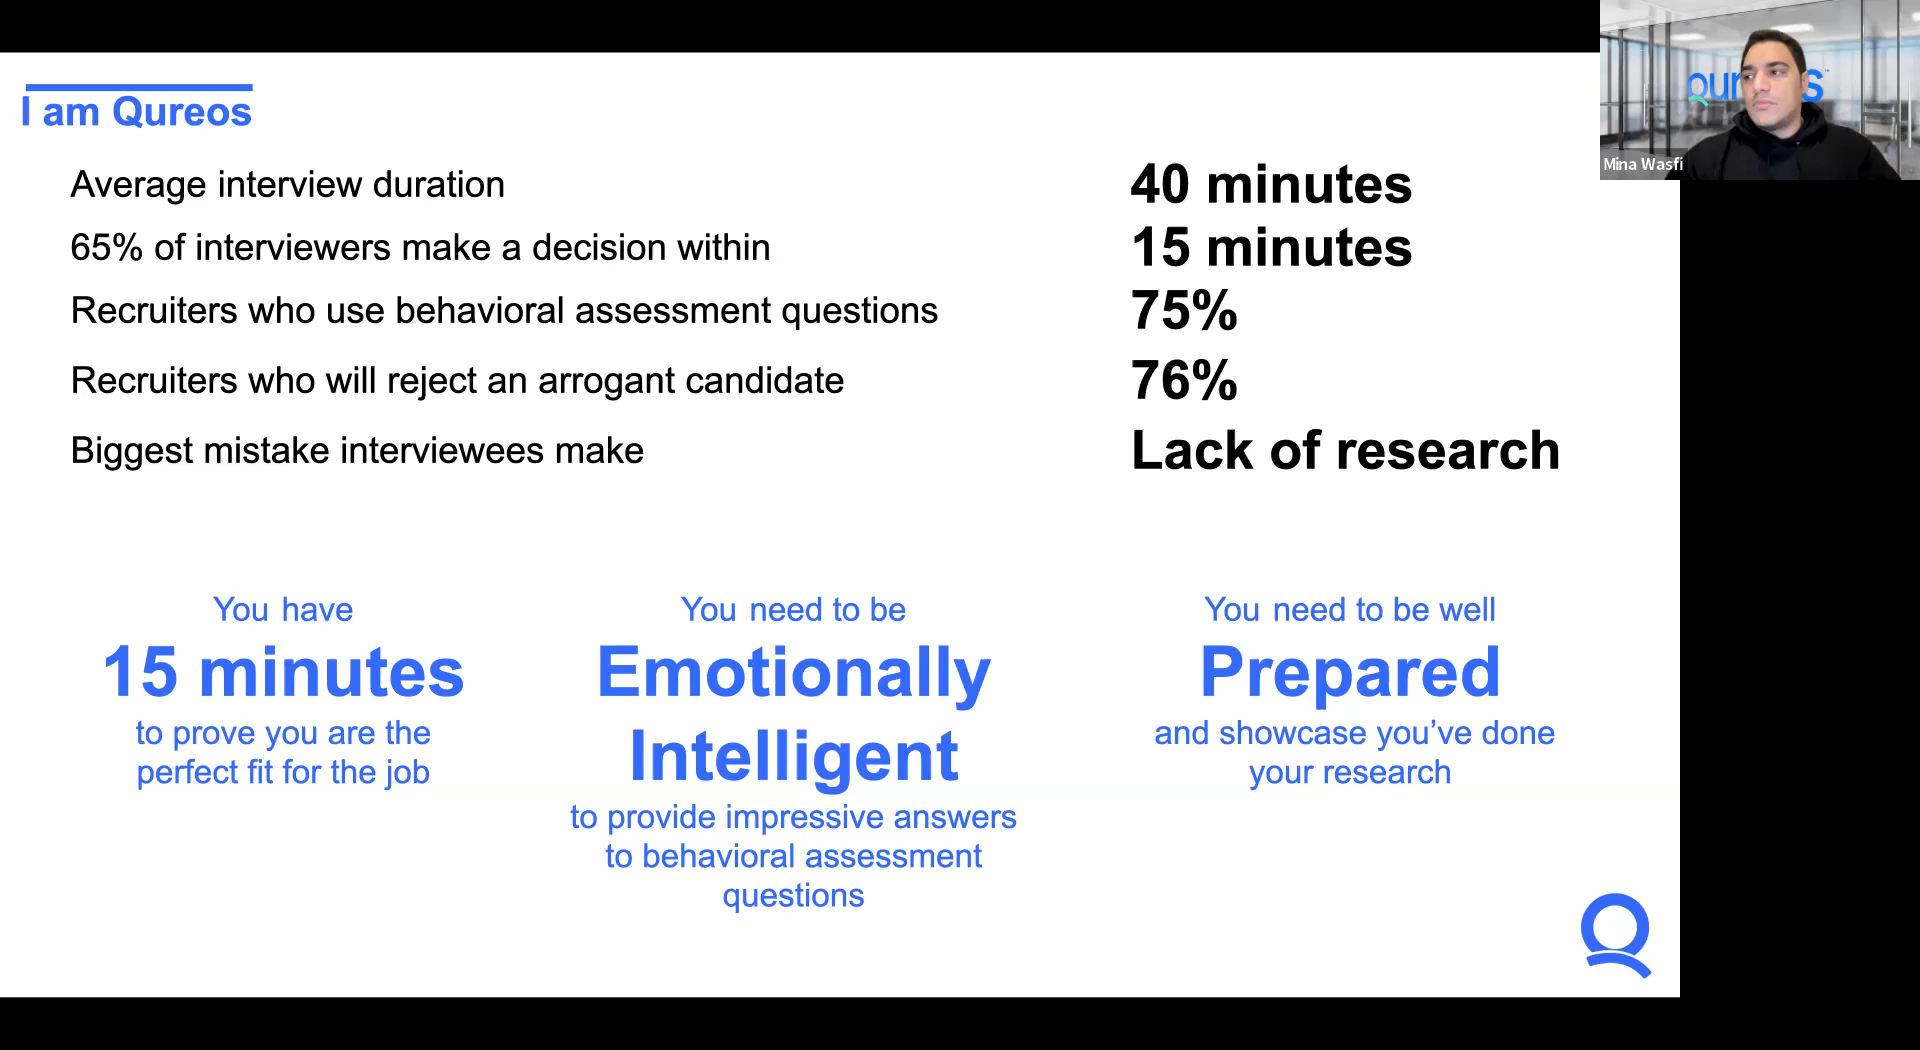 I am Qureos
Average interview duration 40 minutes
65% of interviewers make a decision within 15 minutes
Recruiters who use behavioral assessment questions 75%
Recruiters who will reject an arrogant candidate 76%
Biggest mistake interviewees make Lack of research
You have
15 minutes
to prove you are the
perfect fit for the job
You need to be
Emotionally
Intelligent
to provide impressive answers
to behavioral assessment
questions
You need to be well
Prepared
and showcase you’ve done
your research
Mina Wasfi